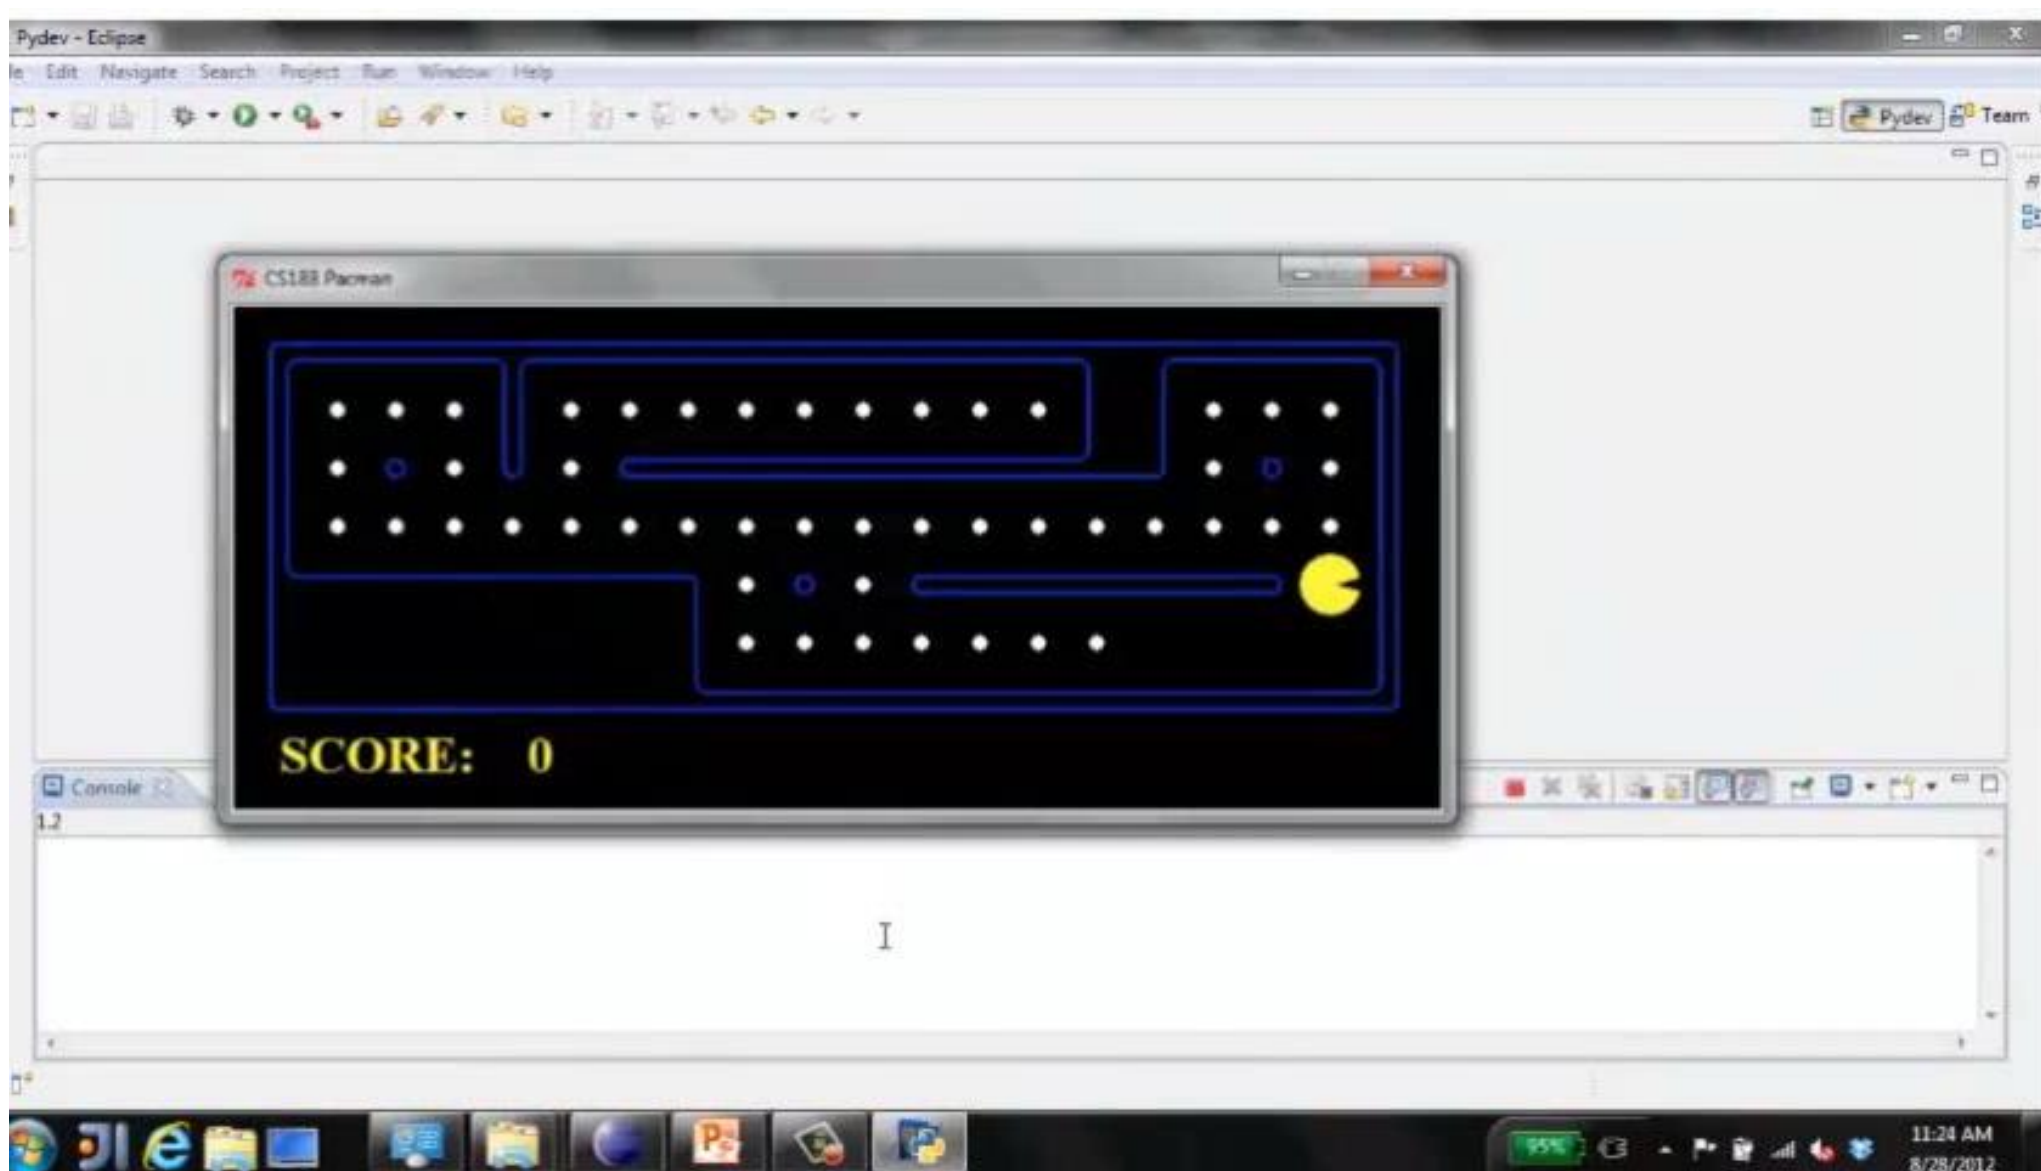 Pydev - Eclipse
Edit Navigate Search Project Run Window Help
Pydev Team
CS188 Pacman
SCORE: 0
Console
1.2
95%
11:24 AM
8/28/2012